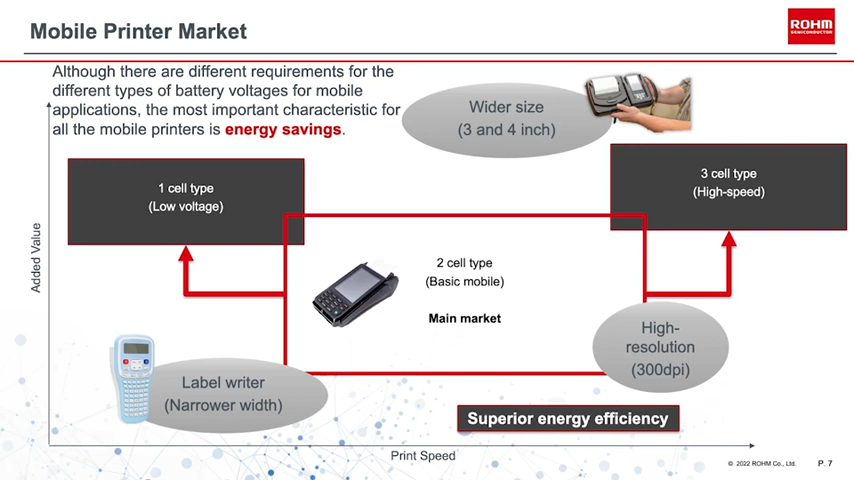 Mobile Printer Market
ROHM
SEMICONDUCTOR
Although there are different requirements for the
different types of battery voltages for mobile
applications, the most important characteristic for
all the mobile printers is energy savings.
Wider size
(3 and 4 inch)
1 cell type
(Low voltage)
3 cell type
(High-speed)
Added Value
2 cell type
(Basic mobile)
Main market
High-
resolution
(300dpi)
Label writer
(Narrower width)
Superior energy efficiency
Print Speed
© 2022 ROHM Co., Ltd.
P. 7